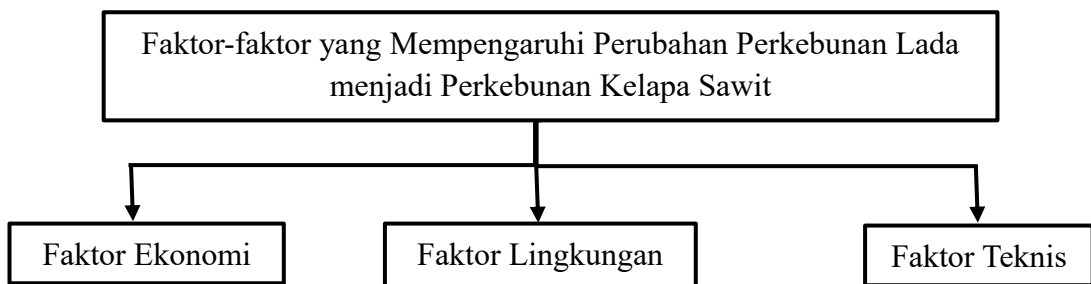 Faktor-faktor yang Mempengaruhi Perubahan Perkebunan Lada
menjadi Perkebunan Kelapa Sawit
Faktor Ekonomi
Faktor Lingkungan
Faktor Teknis